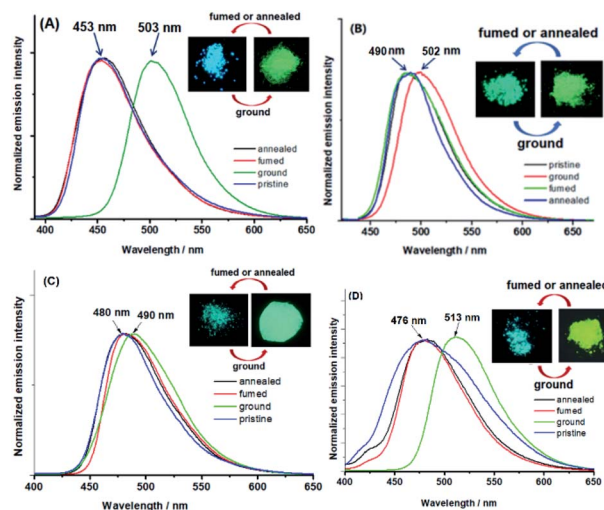 (A)
453 nm
503 nm
fumed or annealed
ground
annealed
fumed
ground
pristine
Normalized emission intensity
400
450
500
550
600
650
Wavelength / nm
(B)
490 nm
502 nm
fumed or annealed
ground
pristine
ground
fumed
annealed
Normalized emission intensity
450
500
550
600
650
Wavelength / nm
(C)
480 nm
490 nm
fumed or annealed
ground
annealed
fumed
ground
pristine
Normalized emission intensity
400
450
500
550
600
650
Wavelength / nm
(D)
476 nm
513 nm
fumed or annealed
ground
annealed
fumed
ground
pristine
Normalized emission intensity
400
450
500
550
600
650
Wavelength / nm